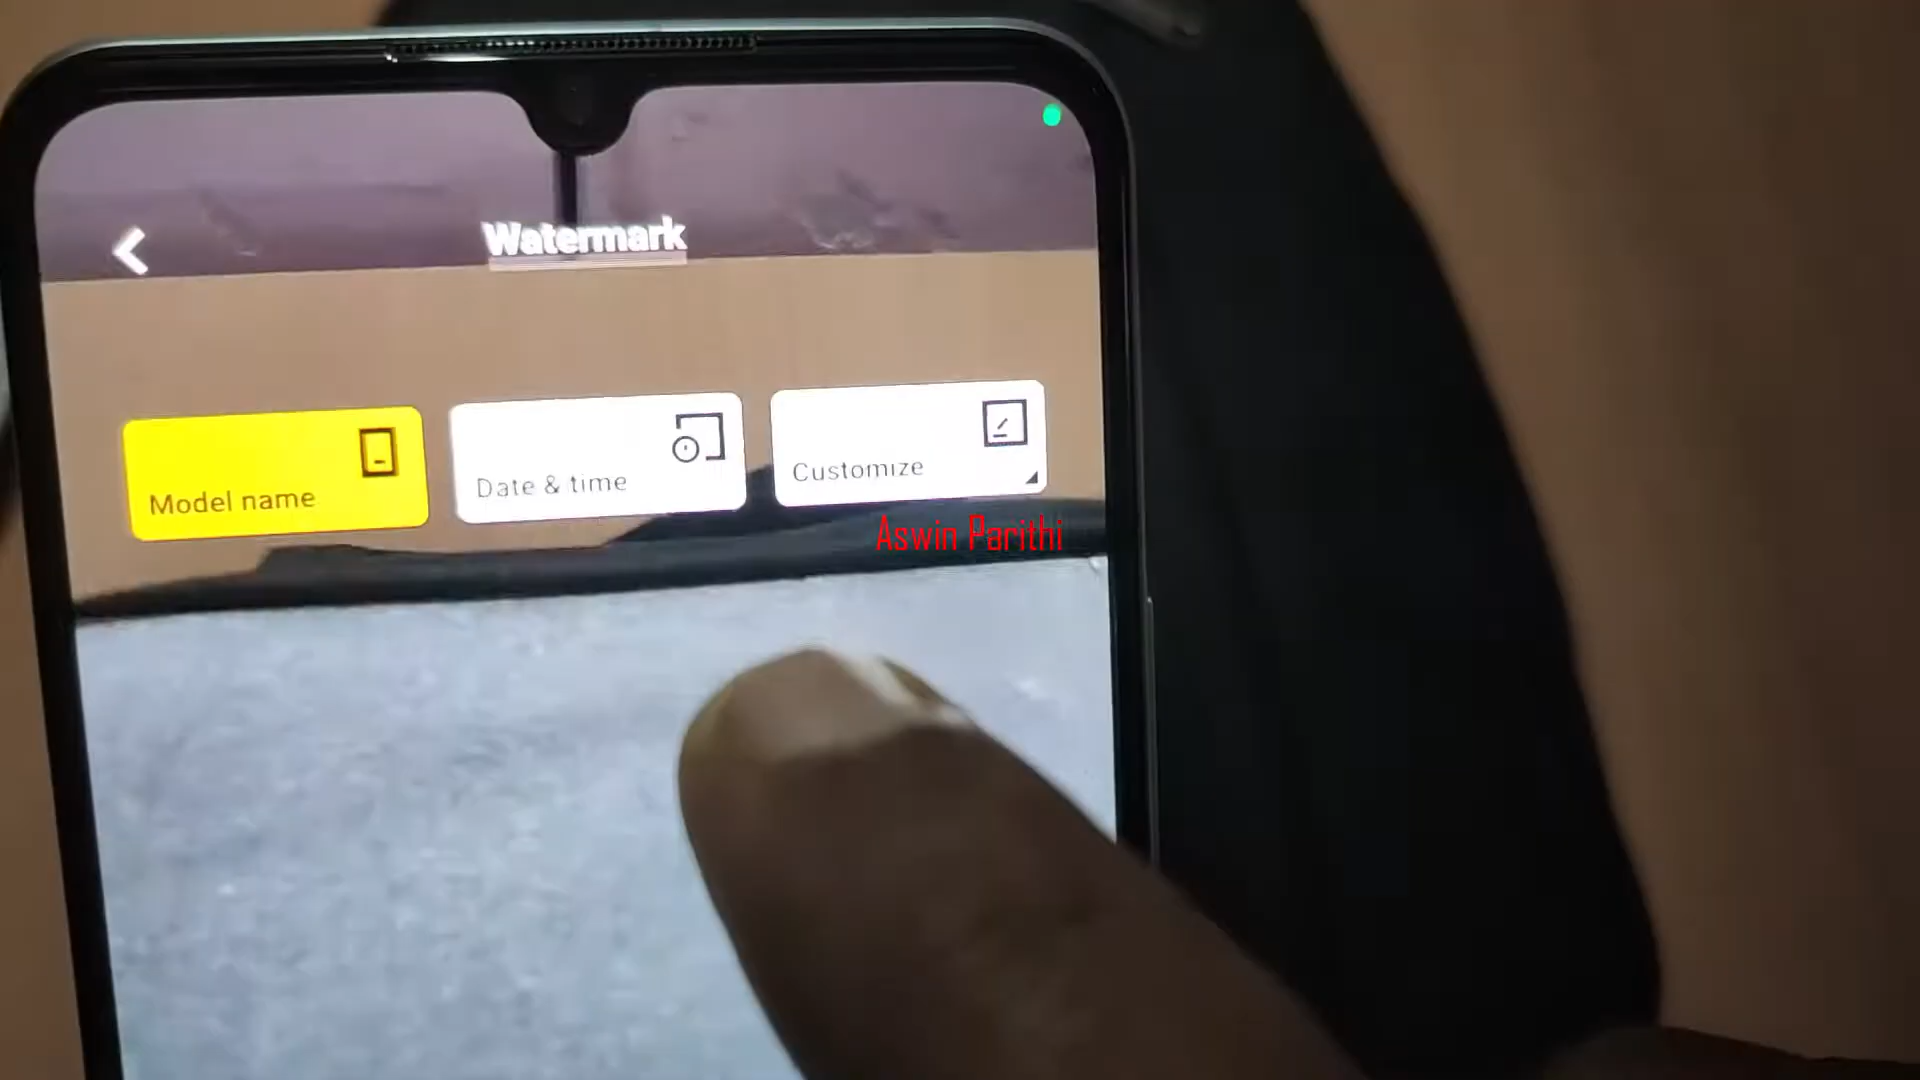 Watermark
Model name
Date & time
Customize
Aswin Parithi